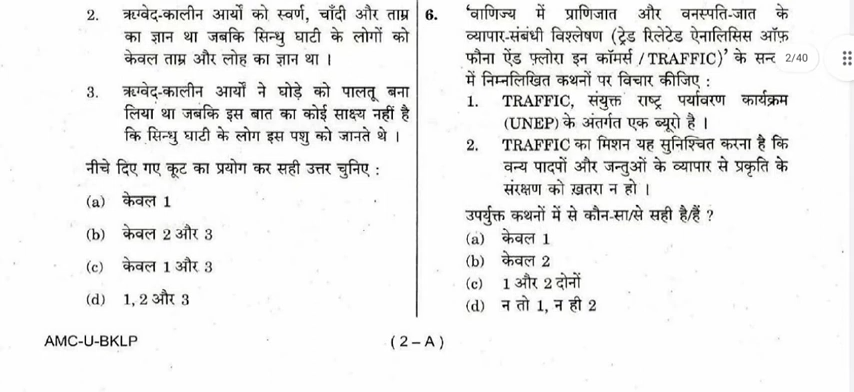 2. ऋग्वेद-कालीन आर्यों को स्वर्ण, चाँदी और ताम्र
का ज्ञान था जबकि सिन्धु घाटी के लोगों को
केवल ताम्र और लोह का ज्ञान था ।
3. ऋग्वेद-कालीन आर्यों ने घोड़े को पालतू बना
लिया था जबकि इस बात का कोई साक्ष्य नहीं है
कि सिन्धु घाटी के लोग इस पशु को जानते थे ।
नीचे दिए गए कूट का प्रयोग कर सही उत्तर चुनिए :
(a) केवल 1
(b) केवल 2 और 3
(c) केवल 1 और 3
(d) 1, 2 और 3
6. ‘वाणिज्य में प्राणिजात और वनस्पति-जात के
व्यापार-संबंधी विश्लेषण (ट्रेड रिलेटेड ऐनालिसिस ऑफ़
फौना ऐंड फ़्लोरा इन कॉमर्स / TRAFFIC)’ के सन्द
2/40
में निम्नलिखित कथनों पर विचार कीजिए :
1. TRAFFIC, संयुक्त राष्ट्र पर्यावरण कार्यक्रम
(UNEP) के अंतर्गत एक ब्यूरो है ।
2. TRAFFIC का मिशन यह सुनिश्चित करना है कि
वन्य पादपों और जन्तुओं के व्यापार से प्रकृति के
संरक्षण को ख़तरा न हो ।
उपर्युक्त कथनों में से कौन-सा/से सही है/हैं ?
(a) केवल 1
(b) केवल 2
(c) 1 और 2 दोनों
(d) न तो 1, न ही 2
AMC-U-BKLP
( 2 – A )